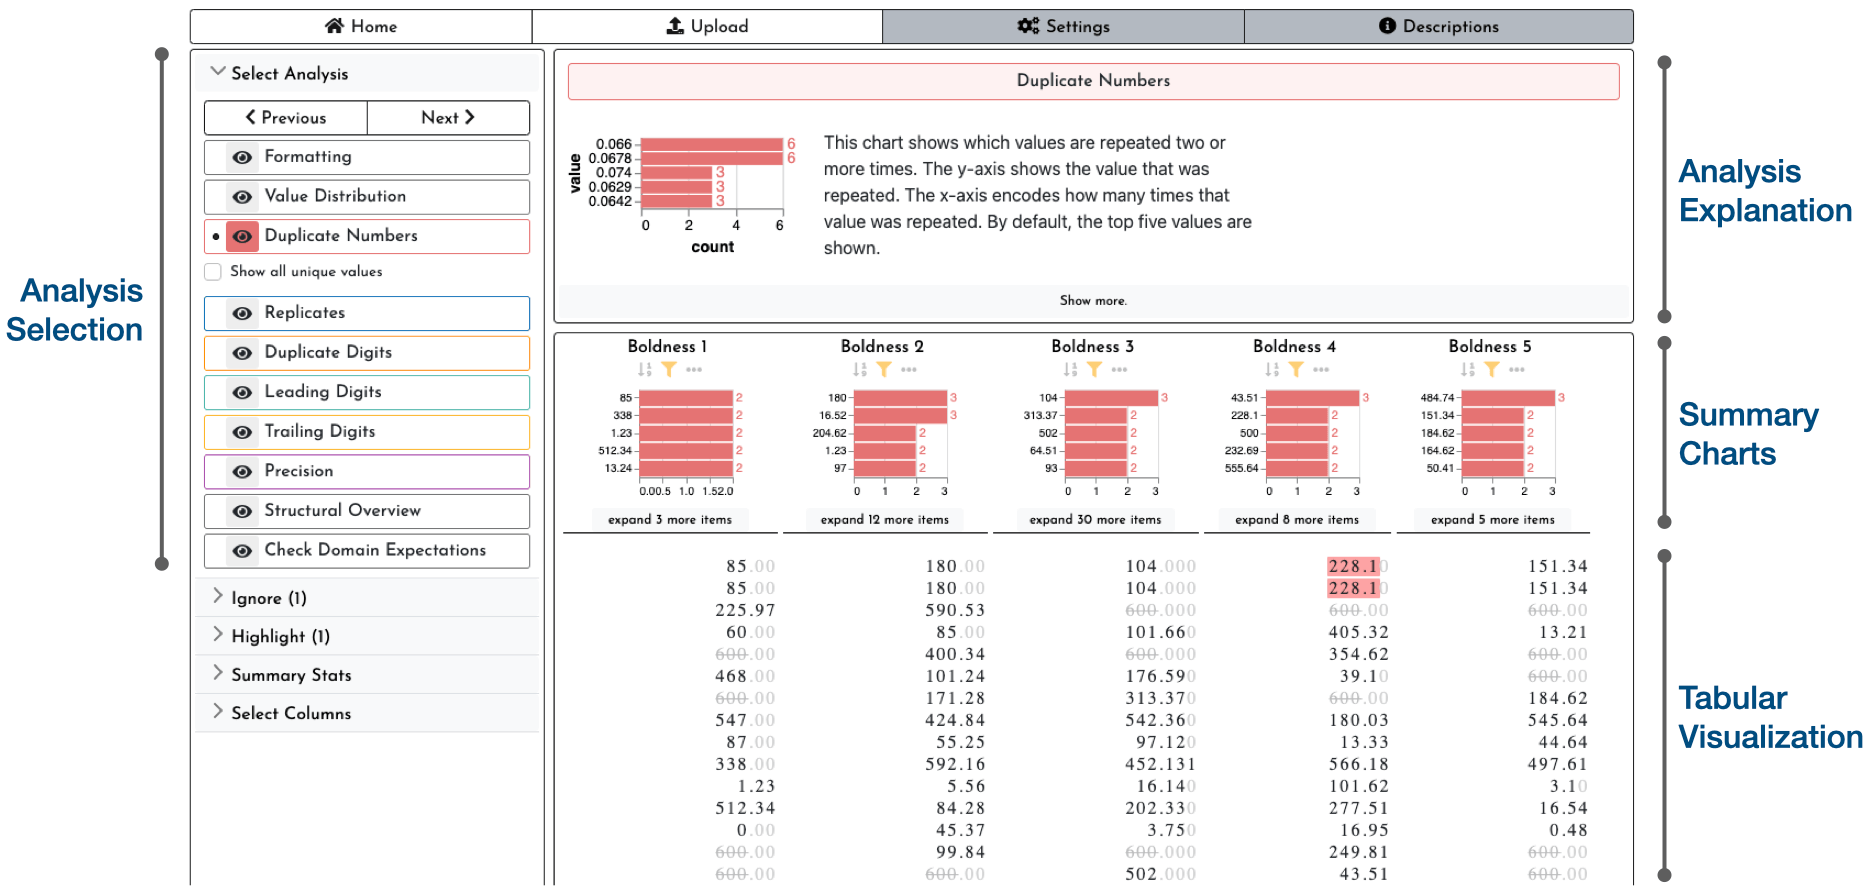 Home Upload Settings Descriptions
Analysis
Selection
Select Analysis
Previous Next
Formatting
Value Distribution
Duplicate Numbers
Show all unique values
Replicates
Duplicate Digits
Leading Digits
Trailing Digits
Precision
Structural Overview
Check Domain Expectations
Ignore (1)
Highlight (1)
Summary Stats
Select Columns
Duplicate Numbers
value
0.066 6
0.0678 6
0.074 3
0.0629 3
0.0642 3
0 2 4 6
count
This chart shows which values are repeated two or
more times. The y-axis shows the value that was
repeated. The x-axis encodes how many times that
value was repeated. By default, the top five values are
shown.
Show more.
Analysis
Explanation
Boldness 1 Boldness 2 Boldness 3 Boldness 4 Boldness 5
85 2 180 3 104 3 43.51 3 484.74 3
338 2 16.52 3 313.37 2 228.1 2 151.34 2
1.23 2 204.62 2 502 2 500 2 184.62 2
512.34 2 1.23 2 64.51 2 232.69 2 164.62 2
13.24 2 97 2 93 2 555.64 2 50.41 2
0.00.5 1.0 1.52.0 0 1 2 3 0 1 2 3 0 1 2 3 0 1 2 3
expand 3 more items expand 12 more items expand 30 more items expand 8 more items expand 5 more items
Summary
Charts
85.00 180.00 104.000 228.10 151.34
85.00 180.00 104.000 228.10 151.34
225.97 590.53 600.000 600.00 600.00
60.00 85.00 101.660 405.32 13.21
600.00 400.34 600.000 354.62 600.00
468.00 101.24 176.590 39.10 600.00
600.00 171.28 313.370 600.00 184.62
547.00 424.84 542.360 180.03 545.64
87.00 55.25 97.120 13.33 44.64
338.00 592.16 452.131 566.18 497.61
1.23 5.56 16.140 101.62 3.10
512.34 84.28 202.330 277.51 16.54
0.00 45.37 3.750 16.95 0.48
600.00 99.84 600.000 249.81 600.00
600.00 600.00 502.000 43.51 600.00
Tabular
Visualization